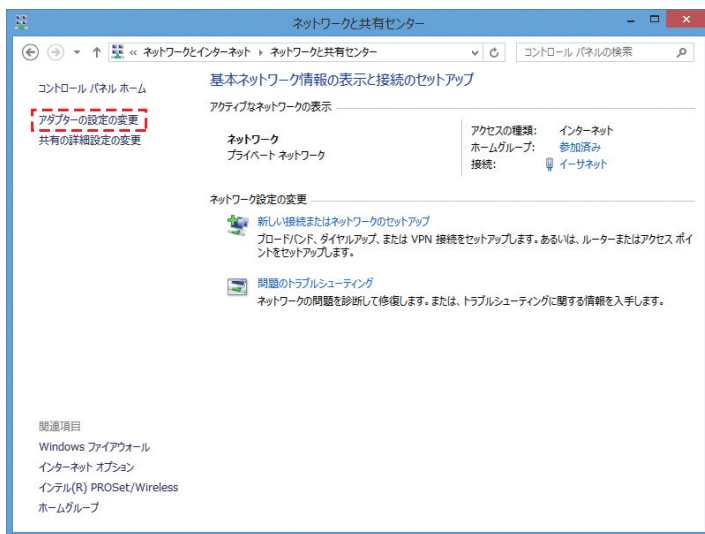 ネットワークと共有センター
« ネットワークとインターネット ▸ ネットワークと共有センター
コントロール パネルの検索
コントロール パネル ホーム
アダプターの設定の変更
共有の詳細設定の変更
基本ネットワーク情報の表示と接続のセットアップ
アクティブなネットワークの表示
ネットワーク
プライベート ネットワーク
アクセスの種類: インターネット
ホームグループ: 参加済み
接続: イーサネット
ネットワーク設定の変更
新しい接続またはネットワークのセットアップ
ブロードバンド、ダイヤルアップ、または VPN 接続をセットアップします。あるいは、ルーターまたはアクセス ポイ
ントをセットアップします。
問題のトラブルシューティング
ネットワークの問題を診断して修復します。または、トラブルシューティングに関する情報を入手します。
関連項目
Windows ファイアウォール
インターネット オプション
インテル(R) PROSet/Wireless
ホームグループ